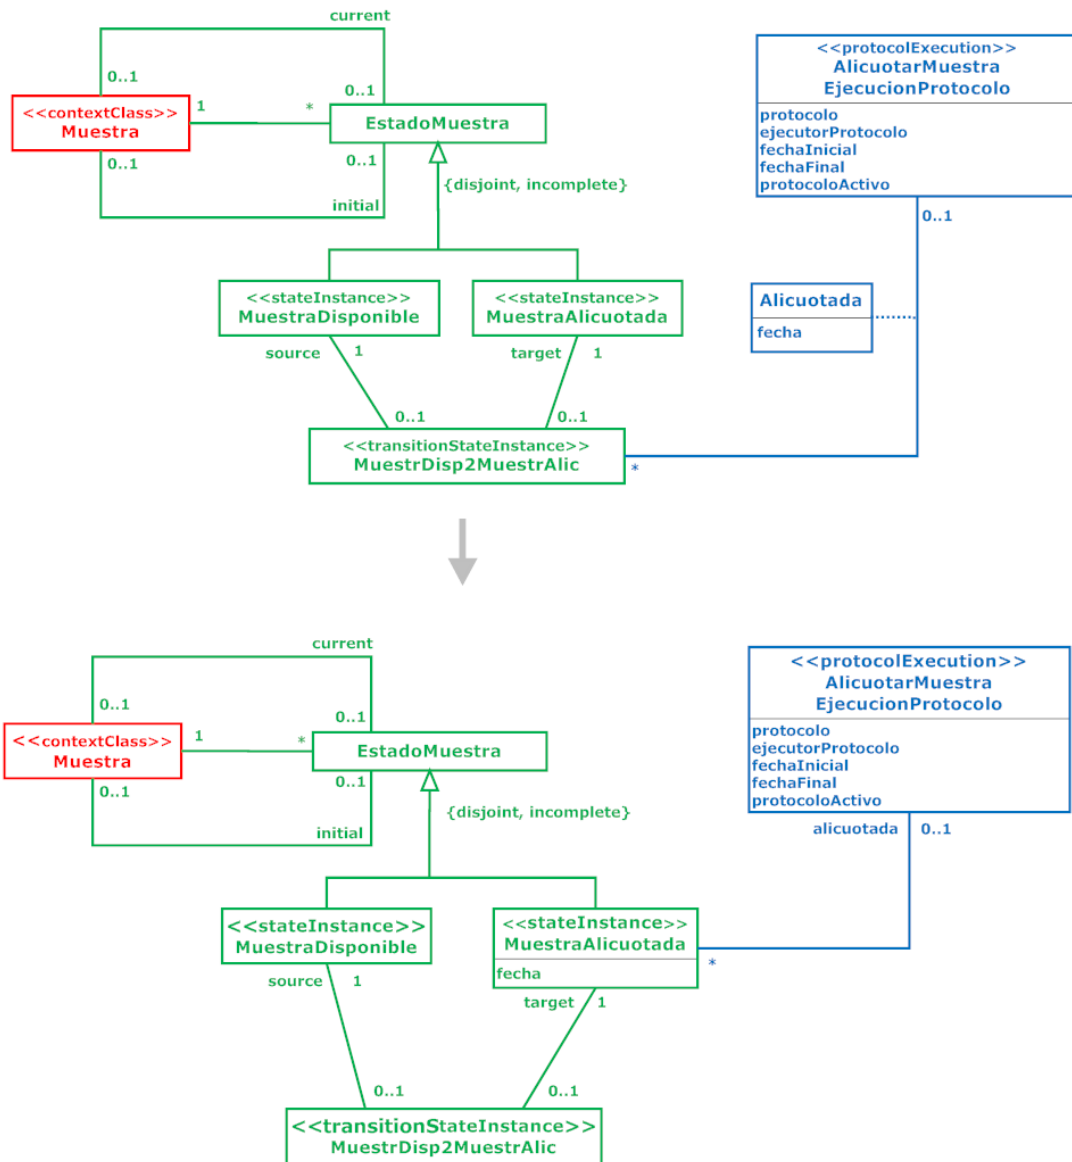 current
0..1
0..1
<<contextClass>>
Muestra
1
*
EstadoMuestra
0..1
0..1
initial
{disjoint, incomplete}
<<protocolExecution>>
AlicuotarMuestra
EjecucionProtocolo
protocolo
ejecutorProtocolo
fechaInicial
fechaFinal
protocoloActivo
0..1
Alicuotada
fecha
<<stateInstance>>
MuestraDisponible
<<stateInstance>>
MuestraAlicuotada
source
1
target
1
0..1
0..1
<<transitionStateInstance>>
MuestrDisp2MuestrAlic
*
current
0..1
0..1
<<contextClass>>
Muestra
1
*
EstadoMuestra
0..1
0..1
initial
{disjoint, incomplete}
<<protocolExecution>>
AlicuotarMuestra
EjecucionProtocolo
protocolo
ejecutorProtocolo
fechaInicial
fechaFinal
protocoloActivo
alicuotada
0..1
<<stateInstance>>
MuestraDisponible
<<stateInstance>>
MuestraAlicuotada
fecha
*
source
1
target
1
0..1
0..1
<<transitionStateInstance>>
MuestrDisp2MuestrAlic